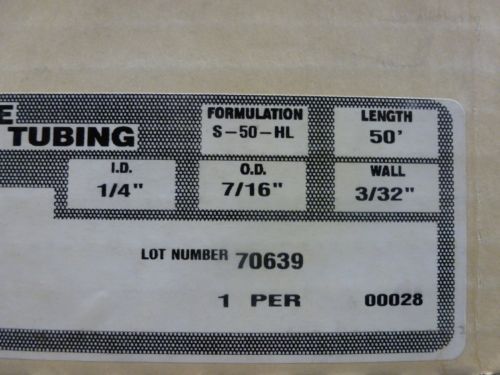 E
TUBING
FORMULATION
S-50-HL
LENGTH
50'
I.D.
1/4"
O.D.
7/16"
WALL
3/32"
LOT NUMBER 70639
1 PER 00028